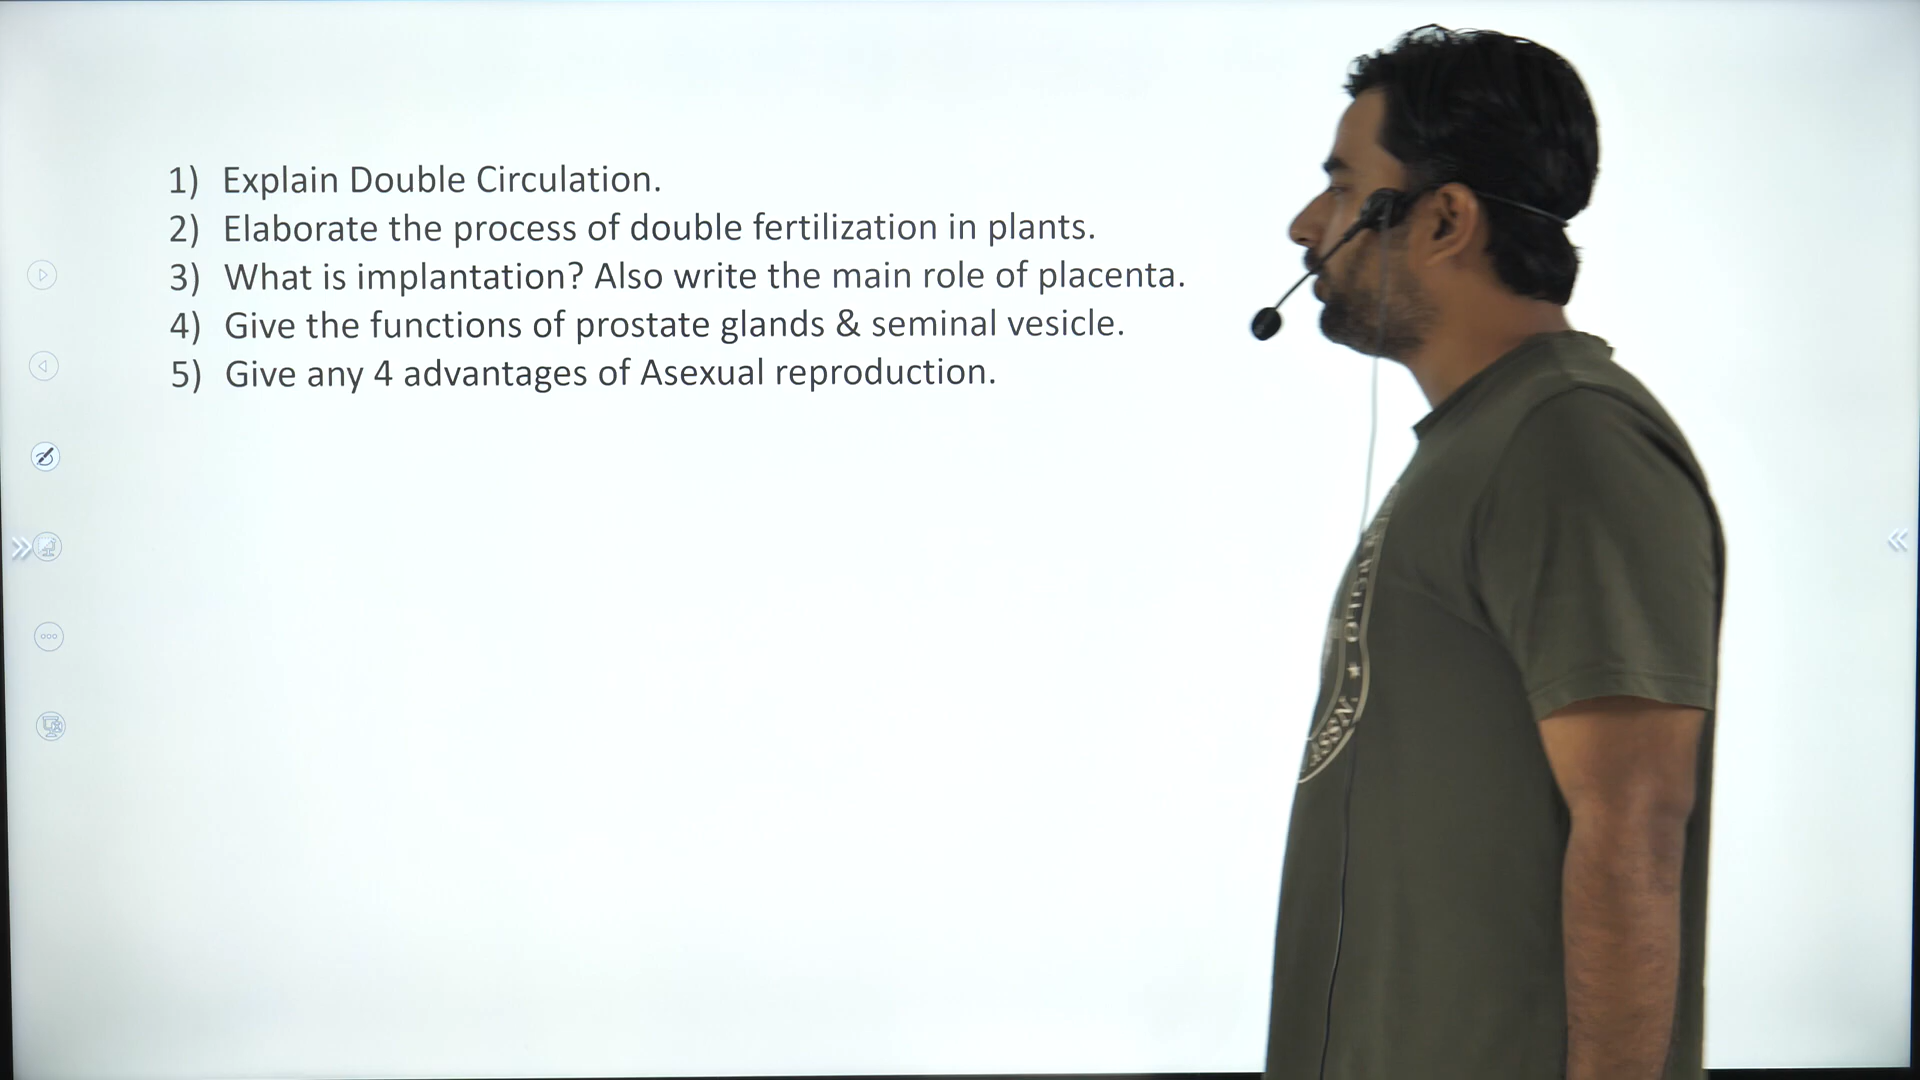 1) Explain Double Circulation.
2) Elaborate the process of double fertilization in plants.
3) What is implantation? Also write the main role of placenta.
4) Give the functions of prostate glands & seminal vesicle.
5) Give any 4 advantages of Asexual reproduction.
ASSN.